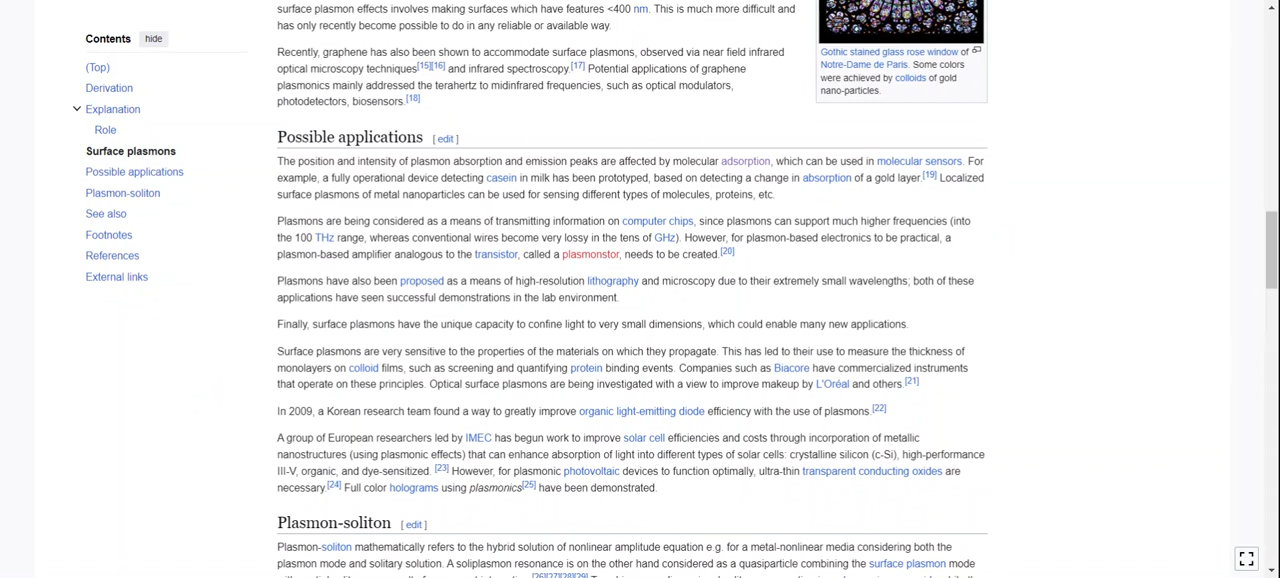 surface plasmon effects involves making surfaces which have features <400 nm. This is much more difficult and
has only recently become possible to do in any reliable or available way.
Contents hide
(Top)
Derivation
Explanation
Role
Surface plasmons
Possible applications
Plasmon-soliton
See also
Footnotes
References
External links
Recently, graphene has also been shown to accommodate surface plasmons, observed via near field infrared
optical microscopy techniques[15][16] and infrared spectroscopy.[17] Potential applications of graphene
plasmonics mainly addressed the terahertz to midinfrared frequencies, such as optical modulators,
photodetectors, biosensors.[18]
Gothic stained glass rose window of
Notre-Dame de Paris. Some colors
were achieved by colloids of gold
nano-particles.
Possible applications [ edit ]
The position and intensity of plasmon absorption and emission peaks are affected by molecular adsorption, which can be used in molecular sensors. For
example, a fully operational device detecting casein in milk has been prototyped, based on detecting a change in absorption of a gold layer.[19] Localized
surface plasmons of metal nanoparticles can be used for sensing different types of molecules, proteins, etc.
Plasmons are being considered as a means of transmitting information on computer chips, since plasmons can support much higher frequencies (into
the 100 THz range, whereas conventional wires become very lossy in the tens of GHz). However, for plasmon-based electronics to be practical, a
plasmon-based amplifier analogous to the transistor, called a plasmonstor, needs to be created.[20]
Plasmons have also been proposed as a means of high-resolution lithography and microscopy due to their extremely small wavelengths; both of these
applications have seen successful demonstrations in the lab environment.
Finally, surface plasmons have the unique capacity to confine light to very small dimensions, which could enable many new applications.
Surface plasmons are very sensitive to the properties of the materials on which they propagate. This has led to their use to measure the thickness of
monolayers on colloid films, such as screening and quantifying protein binding events. Companies such as Biacore have commercialized instruments
that operate on these principles. Optical surface plasmons are being investigated with a view to improve makeup by L'Oréal and others.[21]
In 2009, a Korean research team found a way to greatly improve organic light-emitting diode efficiency with the use of plasmons.[22]
A group of European researchers led by IMEC has begun work to improve solar cell efficiencies and costs through incorporation of metallic
nanostructures (using plasmonic effects) that can enhance absorption of light into different types of solar cells: crystalline silicon (c-Si), high-performance
III-V, organic, and dye-sensitized. [23] However, for plasmonic photovoltaic devices to function optimally, ultra-thin transparent conducting oxides are
necessary.[24] Full color holograms using plasmonics[25] have been demonstrated.
Plasmon-soliton [ edit ]
Plasmon-soliton mathematically refers to the hybrid solution of nonlinear amplitude equation e.g. for a metal-nonlinear media considering both the
plasmon mode and solitary solution. A soliplasmon resonance is on the other hand considered as a quasiparticle combining the surface plasmon mode